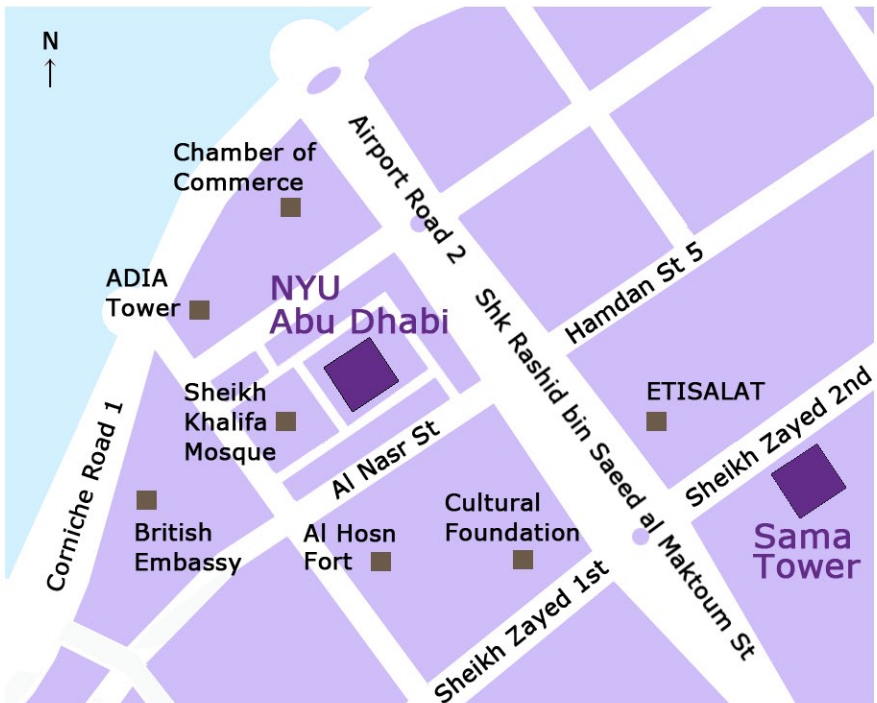 N
Chamber of
Commerce
Airport Road 2
ADIA
Tower
NYU
Abu Dhabi
Hamdan St 5
Shk Rashid bin Saeed al Maktoum St
Sheikh
Khalifa
Mosque
ETISALAT
Sheikh Zayed 2nd
Corniche Road 1
Al Nasr St
British
Embassy
Al Hosn
Fort
Cultural
Foundation
Sama
Tower
Sheikh Zayed 1st